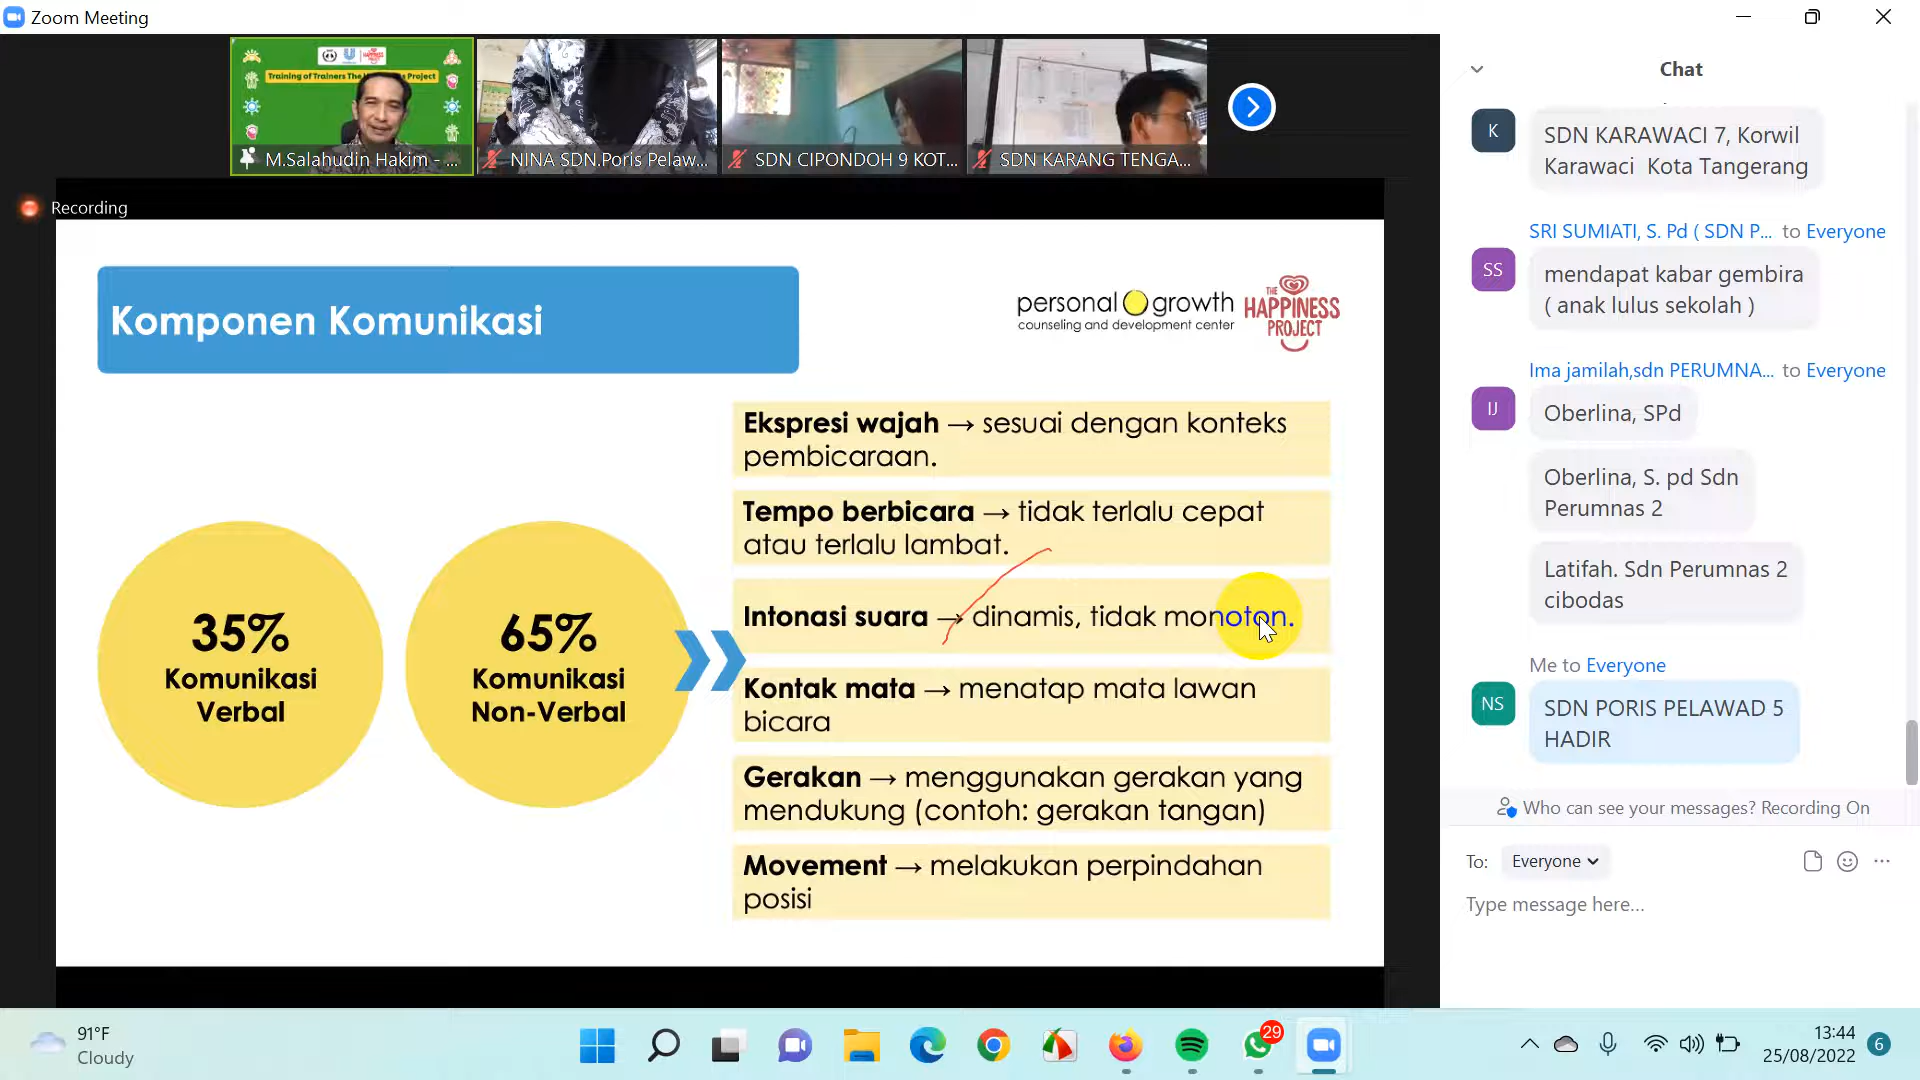 Zoom Meeting
Training of Trainers The H
Project
M.Salahudin Hakim - ...
NINA SDN.Poris Pelaw...
SDN CIPONDOH 9 KOT...
SDN KARANG TENGA...
Recording
Komponen Komunikasi
personal growth
counseling and development center
THE
HAPPINESS
PROJECT
35%
Komunikasi
Verbal
65%
Komunikasi
Non-Verbal
Ekspresi wajah → sesuai dengan konteks
pembicaraan.
Tempo berbicara → tidak terlalu cepat
atau terlalu lambat.
Intonasi suara → dinamis, tidak monoton.
Kontak mata → menatap mata lawan
bicara
Gerakan → menggunakan gerakan yang
mendukung (contoh: gerakan tangan)
Movement → melakukan perpindahan
posisi
Chat
K
SDN KARAWACI 7, Korwil
Karawaci Kota Tangerang
SRI SUMIATI, S. Pd ( SDN P... to Everyone
SS
mendapat kabar gembira
( anak lulus sekolah )
Ima jamilah,sdn PERUMNA... to Everyone
IJ
Oberlina, SPd
Oberlina, S. pd Sdn
Perumnas 2
Latifah. Sdn Perumnas 2
cibodas
Me to Everyone
NS
SDN PORIS PELAWAD 5
HADIR
Who can see your messages? Recording On
To: Everyone
Type message here...
91°F
Cloudy
29
13:44
25/08/2022
6